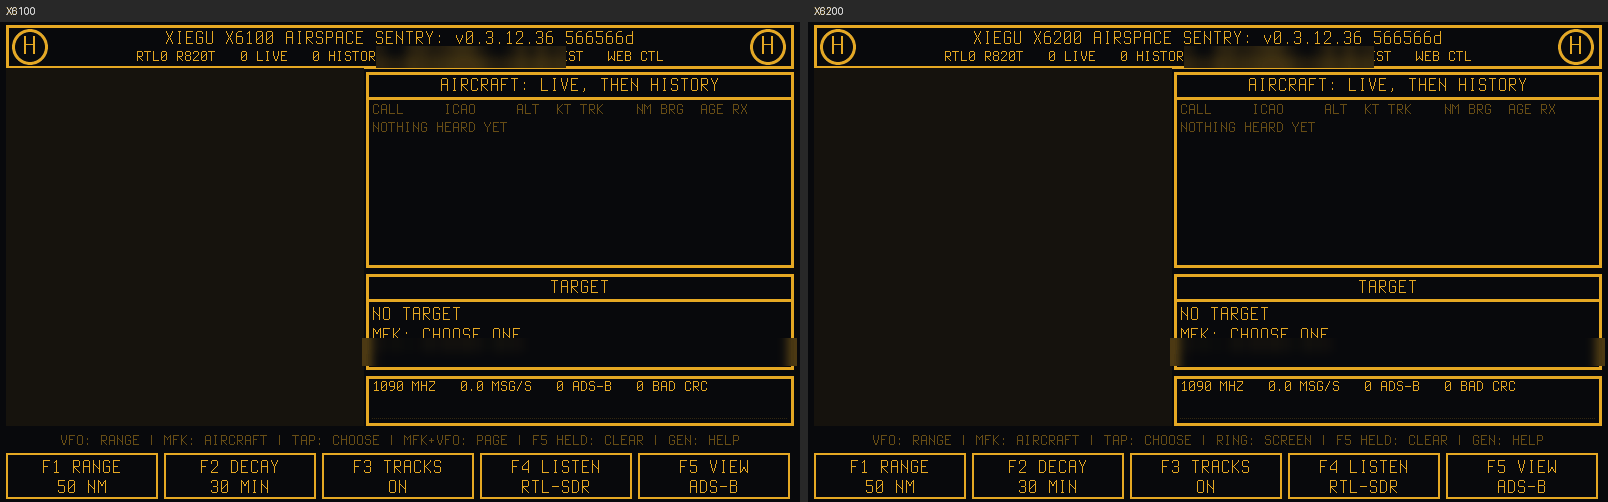 X6100
H XIEGU X6100 AIRSPACE SENTRY: v0.3.12.36 566566d H
RTL0 R820T 0 LIVE 0 HISTOR ST WEB CTL
AIRCRAFT: LIVE, THEN HISTORY
CALL ICAO ALT KT TRK NM BRG AGE RX
NOTHING HEARD YET
TARGET
NO TARGET
MFK: CHOOSE ONE
1090 MHZ 0.0 MSG/S 0 ADS-B 0 BAD CRC
VFO: RANGE | MFK: AIRCRAFT | TAP: CHOOSE | MFK+VFO: PAGE | F5 HELD: CLEAR | GEN: HELP
F1 RANGE
50 NM
F2 DECAY
30 MIN
F3 TRACKS
ON
F4 LISTEN
RTL-SDR
F5 VIEW
ADS-B
X6200
H XIEGU X6200 AIRSPACE SENTRY: v0.3.12.36 566566d H
RTL0 R820T 0 LIVE 0 HISTOR ST WEB CTL
AIRCRAFT: LIVE, THEN HISTORY
CALL ICAO ALT KT TRK NM BRG AGE RX
NOTHING HEARD YET
TARGET
NO TARGET
MFK: CHOOSE ONE
1090 MHZ 0.0 MSG/S 0 ADS-B 0 BAD CRC
VFO: RANGE | MFK: AIRCRAFT | TAP: CHOOSE | RING: SCREEN | F5 HELD: CLEAR | GEN: HELP
F1 RANGE
50 NM
F2 DECAY
30 MIN
F3 TRACKS
ON
F4 LISTEN
RTL-SDR
F5 VIEW
ADS-B